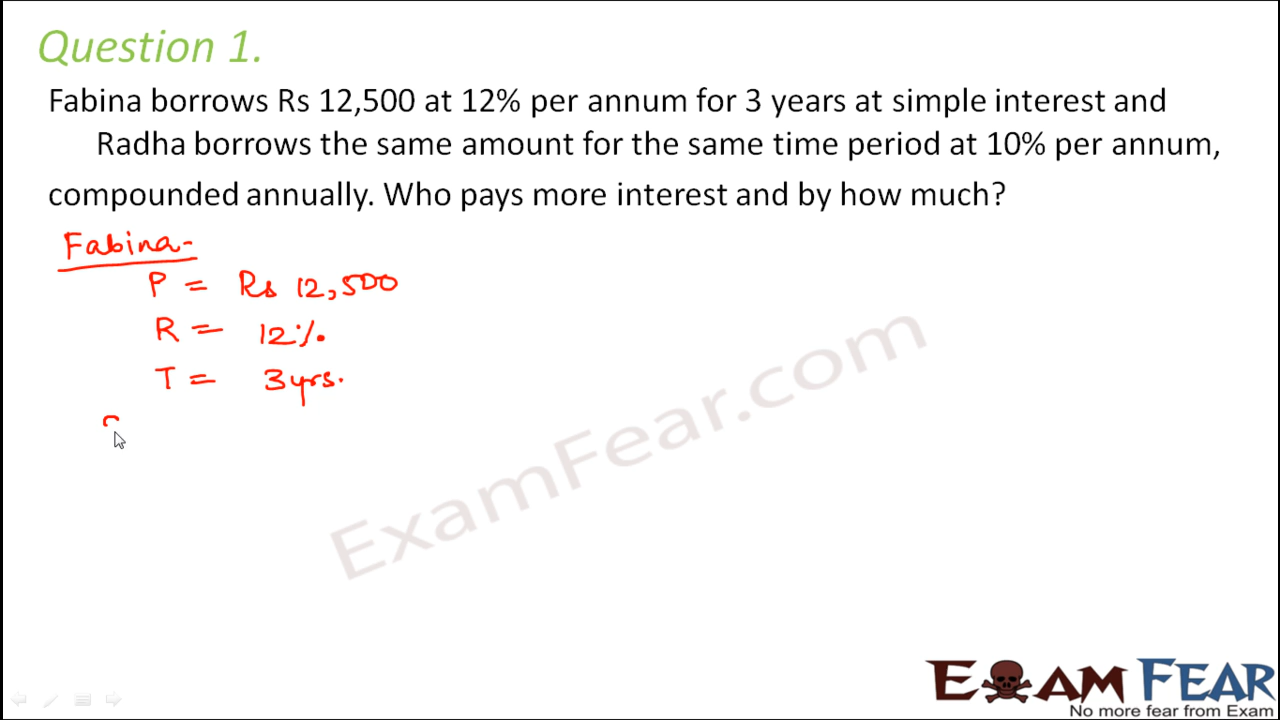 Question 1.
Fabina borrows Rs 12,500 at 12% per annum for 3 years at simple interest and
Radha borrows the same amount for the same time period at 10% per annum,
compounded annually. Who pays more interest and by how much?
Fabina-
P = Rs 12,500
R = 12%
T = 3yrs.
ExamFear.com
EXAM FEAR
No more fear from Exam